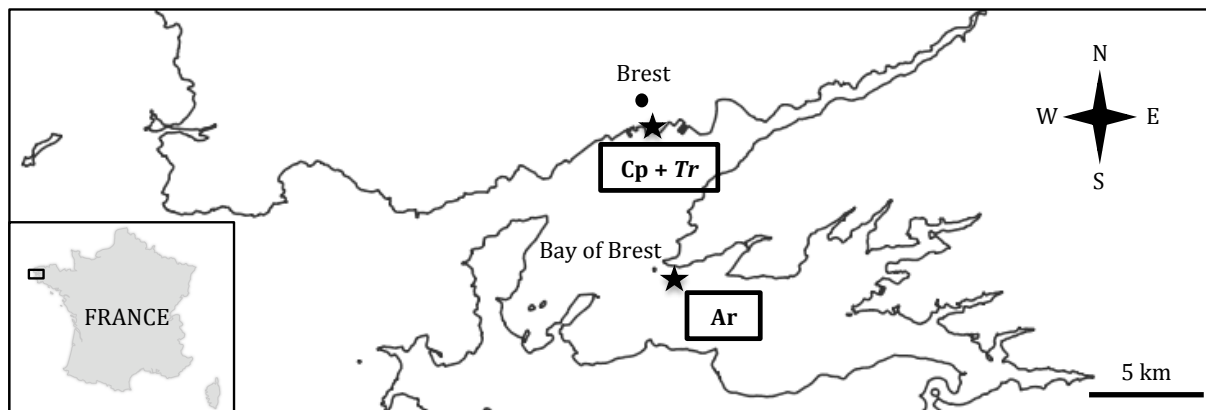 Brest
N
W
E
S
Cp + Tr
Bay of Brest
Ar
FRANCE
5 km